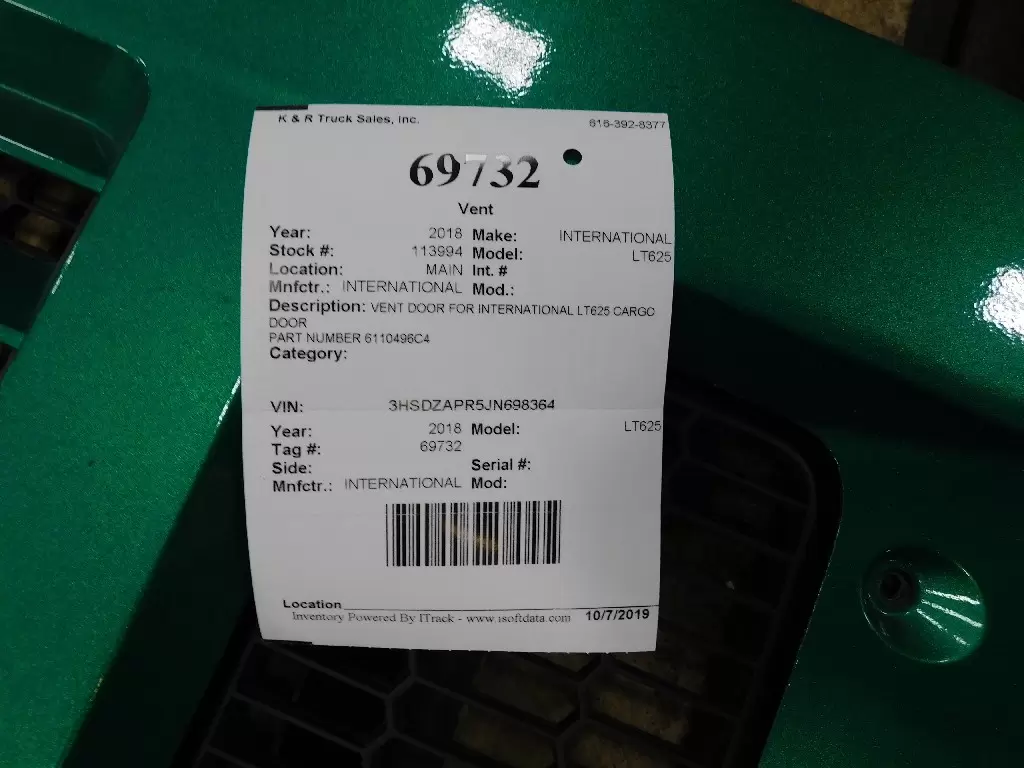 K & R Truck Sales, Inc. 616-392-8377
69732
Vent
Year: 2018 Make: INTERNATIONAL
Stock #: 113994 Model: LT625
Location: MAIN Int. #
Mnfctr.: INTERNATIONAL Mod.:
Description: VENT DOOR FOR INTERNATIONAL LT625 CARGO
DOOR
PART NUMBER 6110496C4
Category:
VIN: 3HSDZAPR5JN698364
Year: 2018 Model: LT625
Tag #: 69732
Side: Serial #:
Mnfctr.: INTERNATIONAL Mod:
Location
Inventory Powered By ITrack - www.isoftdata.com 10/7/2019